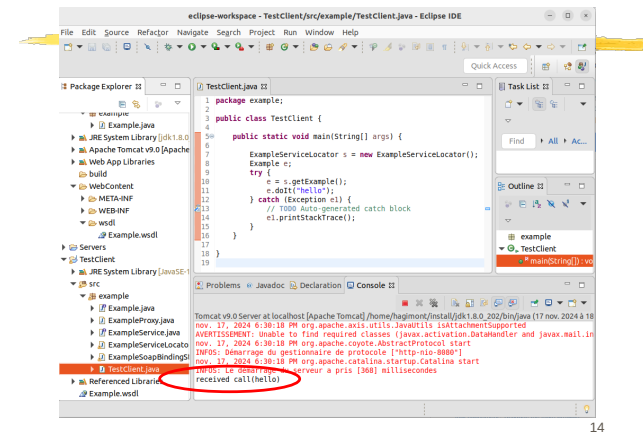 eclipse-workspace - TestClient/src/example/TestClient.java - Eclipse IDE
File Edit Source Refactor Navigate Search Project Run Window Help
Quick Access
Package Explorer
example
Example.java
JRE System Library [jdk1.8.0
Apache Tomcat v9.0 [Apache
Web App Libraries
build
WebContent
META-INF
WEB-INF
wsdl
Example.wsdl
Servers
TestClient
JRE System Library [JavaSE-1
src
example
Example.java
ExampleProxy.java
ExampleService.java
ExampleServiceLocato
ExampleSoapBindingSt
TestClient.java
Referenced Libraries
Example.wsdl
TestClient.java
1 package example;
2
3 public class TestClient {
4
5 public static void main(String[] args) {
6
7 ExampleServiceLocator s = new ExampleServiceLocator();
8 Example e;
9 try {
10 e = s.getExample();
11 e.doIt("hello");
12 } catch (Exception e1) {
13 // TODO Auto-generated catch block
14 e1.printStackTrace();
15 }
16 }
17
18 }
19
Task List
Find All Ac...
Outline
example
TestClient
main(String[]) : vo
Problems Javadoc Declaration Console
Tomcat v9.0 Server at localhost [Apache Tomcat] /home/hagimont/install/jdk1.8.0_202/bin/java (17 nov. 2024 à 18
nov. 17, 2024 6:30:18 PM org.apache.axis.utils.JavaUtils isAttachmentSupported
AVERTISSEMENT: Unable to find required classes (javax.activation.DataHandler and javax.mail.in
nov. 17, 2024 6:30:18 PM org.apache.coyote.AbstractProtocol start
INFOS: Démarrage du gestionnaire de protocole ["http-nio-8080"]
nov. 17, 2024 6:30:18 PM org.apache.catalina.startup.Catalina start
INFOS: Le démarrage du serveur a pris [360] millisecondes
received call(hello)
14